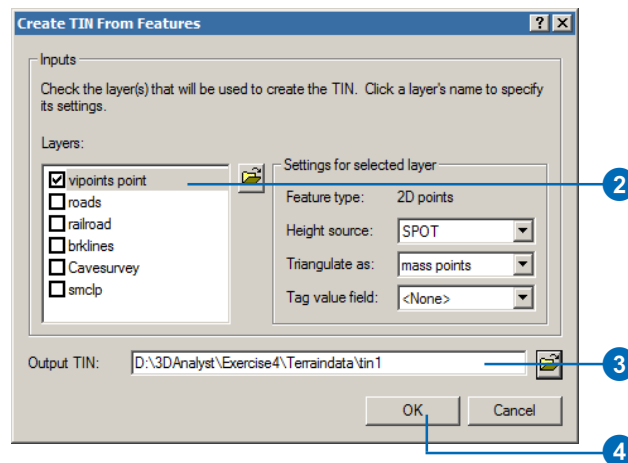 Create TIN From Features
Inputs
Check the layer(s) that will be used to create the TIN. Click a layer's name to specify
its settings.
Layers:
vipoints point
roads
railroad
brklines
Cavesurvey
smclp
Settings for selected layer
Feature type: 2D points
Height source: SPOT
Triangulate as: mass points
Tag value field: <None>
2
Output TIN: D:\3DAnalyst\Exercise4\Terraindata\tin1
3
OK Cancel
4